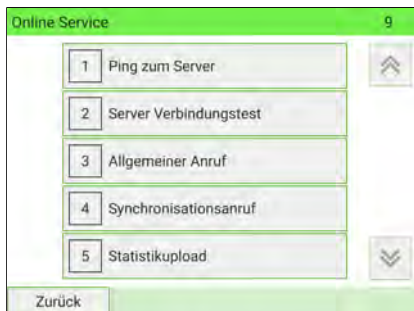 Online Service 9
1 Ping zum Server
2 Server Verbindungstest
3 Allgemeiner Anruf
4 Synchronisationsanruf
5 Statistikupload
Zurück